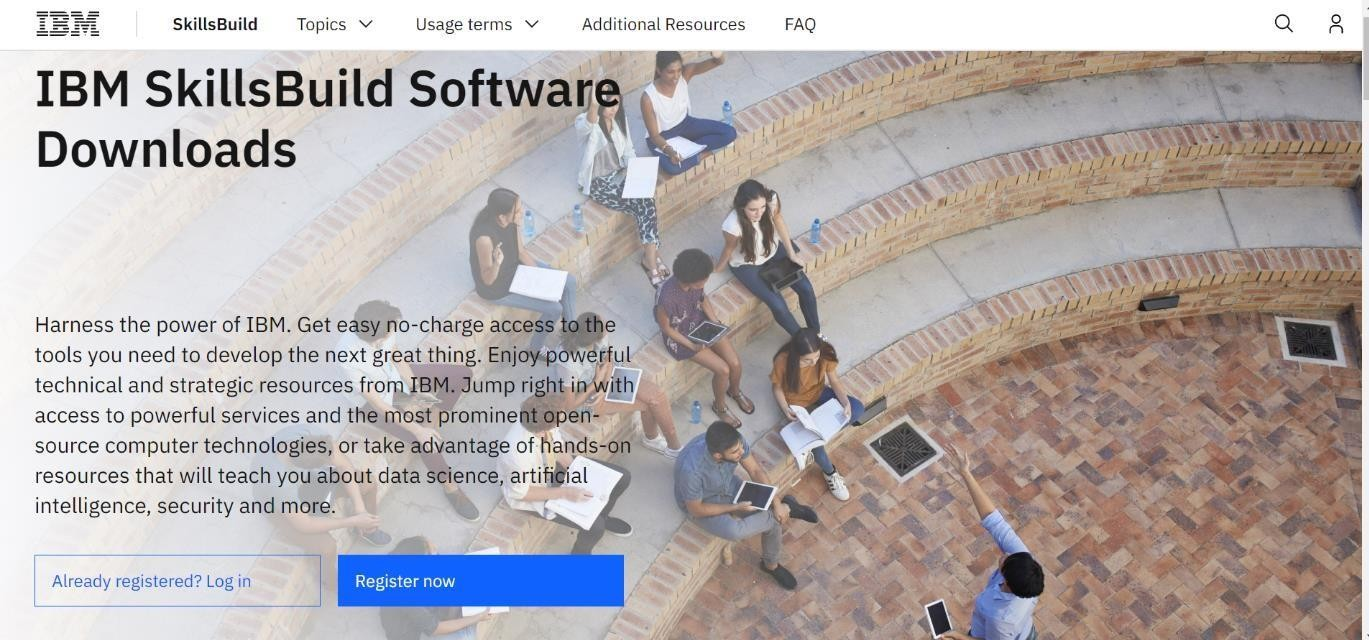 IBM
SkillsBuild
Topics
Usage terms
Additional Resources
FAQ
IBM SkillsBuild Software
Downloads
Harness the power of IBM. Get easy no-charge access to the
tools you need to develop the next great thing. Enjoy powerful
technical and strategic resources from IBM. Jump right in with
access to powerful services and the most prominent open-
source computer technologies, or take advantage of hands-on
resources that will teach you about data science, artificial
intelligence, security and more.
Already registered? Log in
Register now